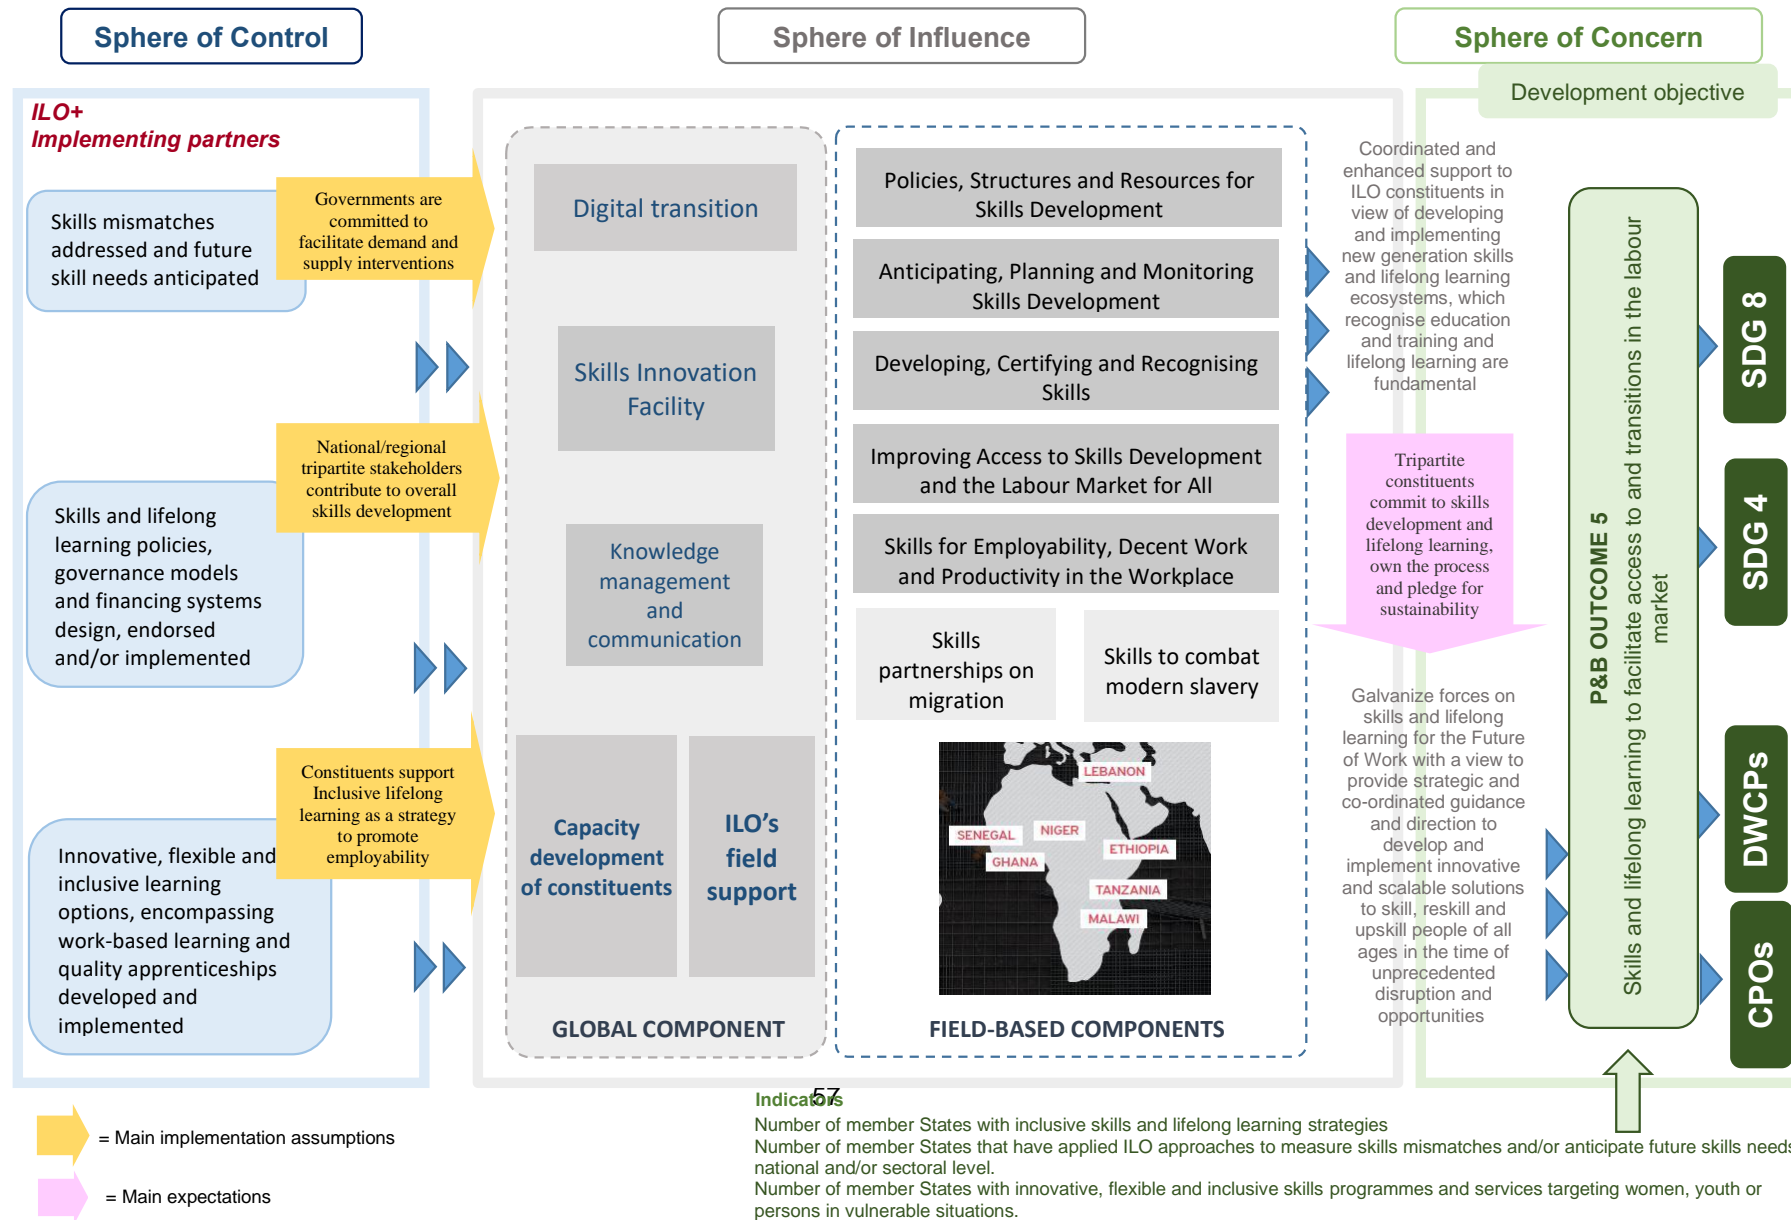 Sphere of Control
Sphere of Influence
Sphere of Concern
Development objective
ILO+
Implementing partners
Skills mismatches
addressed and future
skill needs anticipated
Skills and lifelong
learning policies,
governance models
and financing systems
design, endorsed
and/or implemented
Innovative, flexible and
inclusive learning
options, encompassing
work-based learning and
quality apprenticeships
developed and
implemented
Governments are
committed to
facilitate demand and
supply interventions
National/regional
tripartite stakeholders
contribute to overall
skills development
Constituents support
Inclusive lifelong
learning as a strategy
to promote
employability
Digital transition
Skills Innovation
Facility
Knowledge
management
and
communication
Capacity
development
of constituents
ILO's
field
support
GLOBAL COMPONENT
Policies, Structures and Resources for
Skills Development
Anticipating, Planning and Monitoring
Skills Development
Developing, Certifying and Recognising
Skills
Improving Access to Skills Development
and the Labour Market for All
Skills for Employability, Decent Work
and Productivity in the Workplace
Skills
partnerships on
migration
Skills to combat
modern slavery
LEBANON
SENEGAL
NIGER
GHANA
ETHIOPIA
TANZANIA
MALAWI
FIELD-BASED COMPONENTS
Coordinated and
enhanced support to
ILO constituents in
view of developing
and implementing
new generation skills
and lifelong learning
ecosystems, which
recognise education
and training and
lifelong learning are
fundamental
Tripartite
constituents
commit to skills
development and
lifelong learning,
own the process
and pledge for
sustainability
Galvanize forces on
skills and lifelong
learning for the Future
of Work with a view to
provide strategic and
co-ordinated guidance
and direction to
develop and
implement innovative
and scalable solutions
to skill, reskill and
upskill people of all
ages in the time of
unprecedented
disruption and
opportunities
P&B OUTCOME 5
Skills and lifelong learning to facilitate access to and transitions in the labour
market
SDG 8
SDG 4
DWCPs
CPOs
57
Indicators
Number of member States with inclusive skills and lifelong learning strategies
Number of member States that have applied ILO approaches to measure skills mismatches and/or anticipate future skills needs
national and/or sectoral level.
Number of member States with innovative, flexible and inclusive skills programmes and services targeting women, youth or
persons in vulnerable situations.
= Main implementation assumptions
= Main expectations